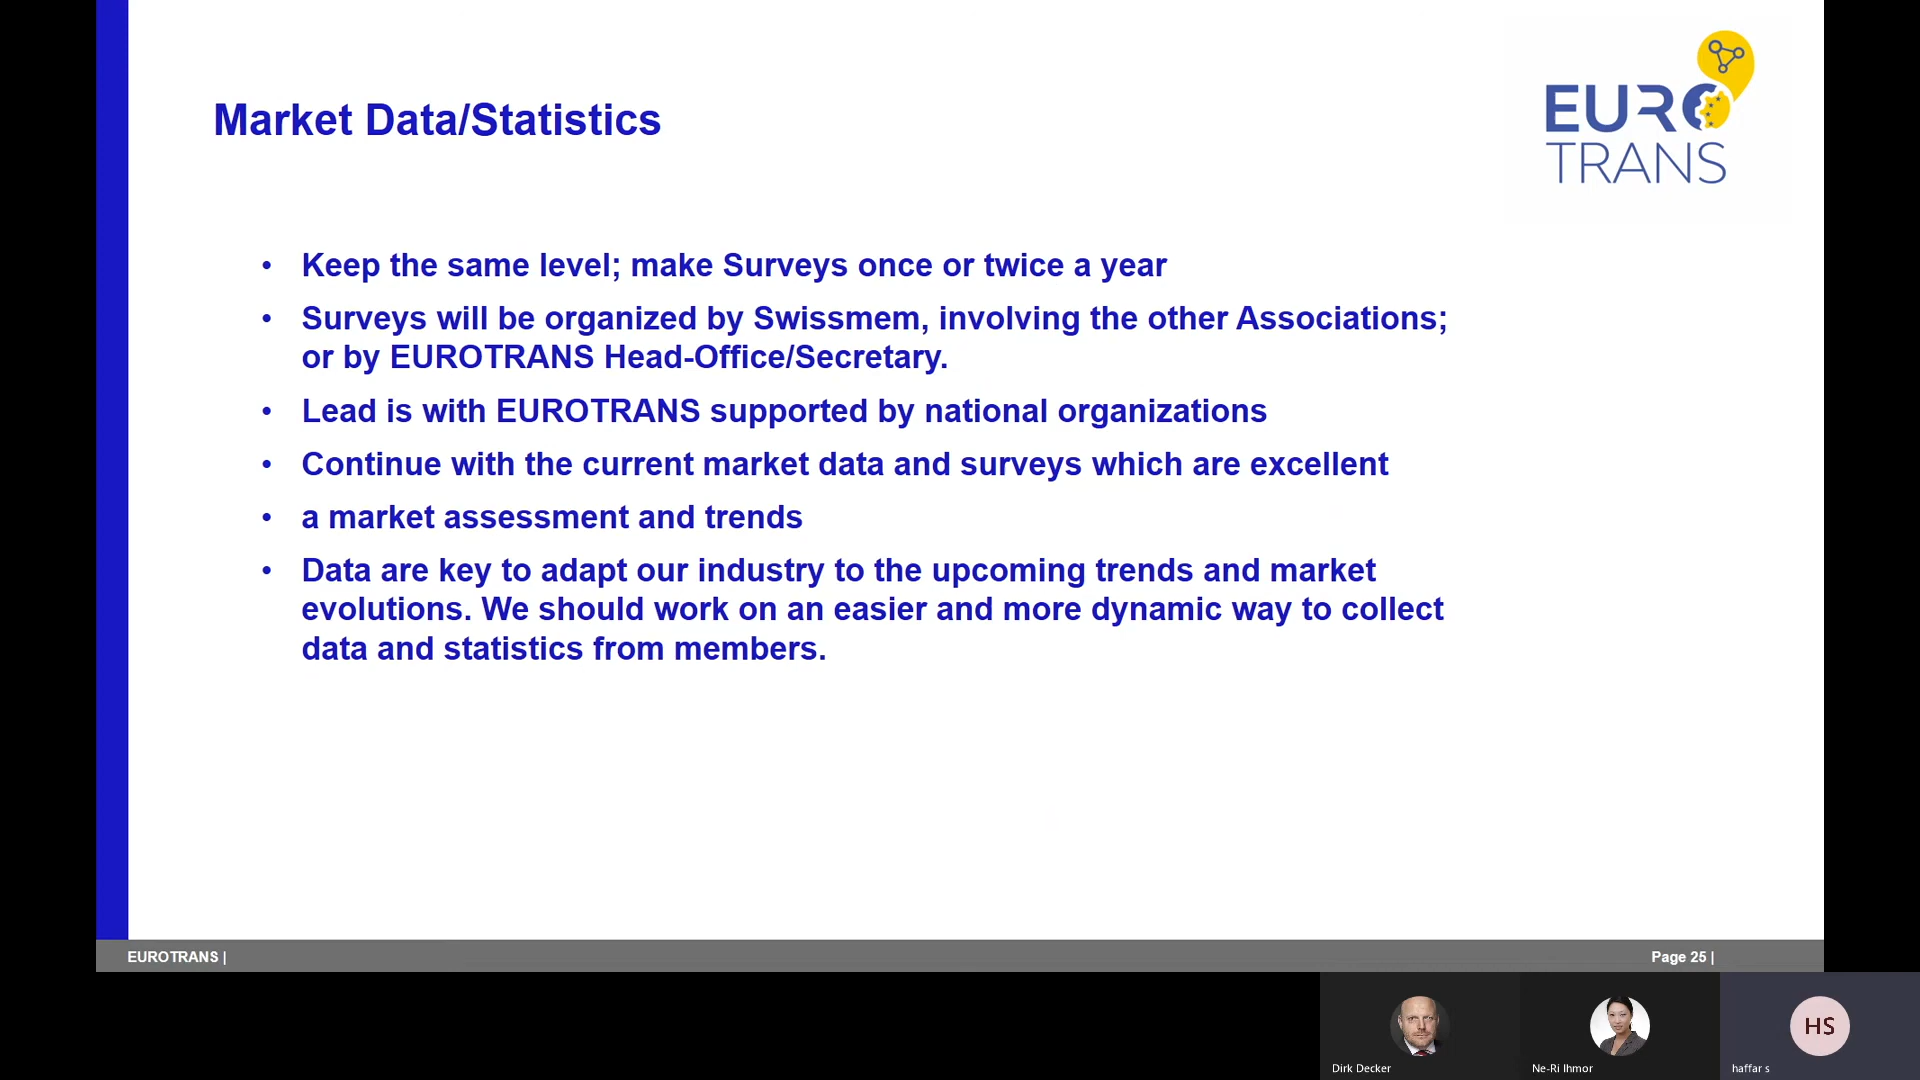 EURO
TRANS
Market Data/Statistics
• Keep the same level; make Surveys once or twice a year
• Surveys will be organized by Swissmem, involving the other Associations;
or by EUROTRANS Head-Office/Secretary.
• Lead is with EUROTRANS supported by national organizations
• Continue with the current market data and surveys which are excellent
• a market assessment and trends
• Data are key to adapt our industry to the upcoming trends and market
evolutions. We should work on an easier and more dynamic way to collect
data and statistics from members.
EUROTRANS |
Page 25 |
HS
Dirk Decker
Ne-Ri Ihmor
haffar s